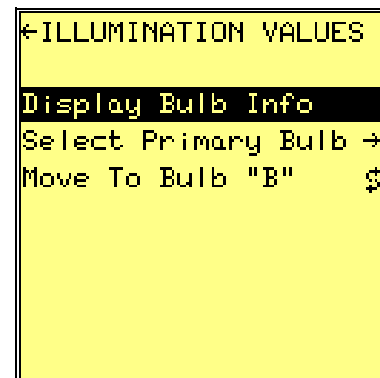 ←ILLUMINATION VALUES
Display Bulb Info
Select Primary Bulb →
Move To Bulb "B" $